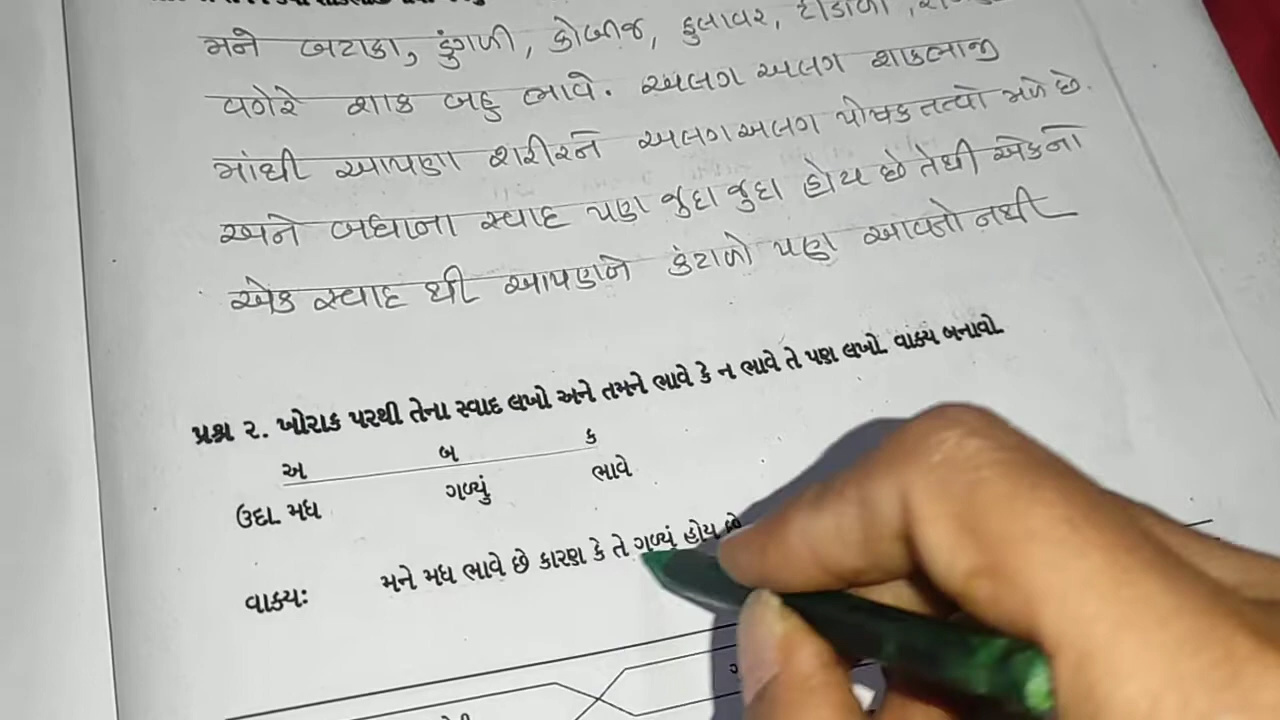 મને બટાકા, ડુંગળી, કોબીજ, ફુલાવર, ટીંડોળા,
વગેરે શાક બહુ ભાવે. અલગ અલગ શાકભાજી
માંથી આપણા શરીરને અલગ અલગ પોષક તત્વો મળે છે.
અને બધાના સ્વાદ પણ જુદા જુદા હોય છે તેથી એકનો
એક સ્વાદ થી આપણને કંટાળો પણ આવતો નથી
પ્રશ્ન ૨. ખોરાક પરથી તેના સ્વાદ લખો અને તમને ભાવે કે ન ભાવે તે પણ લખો. વાક્ય બનાવો.
અ બ ક
ઉદા. મધ ગળ્યું ભાવે
વાક્ય: મને મધ ભાવે છે કારણ કે તે ગળ્યું હોય છે